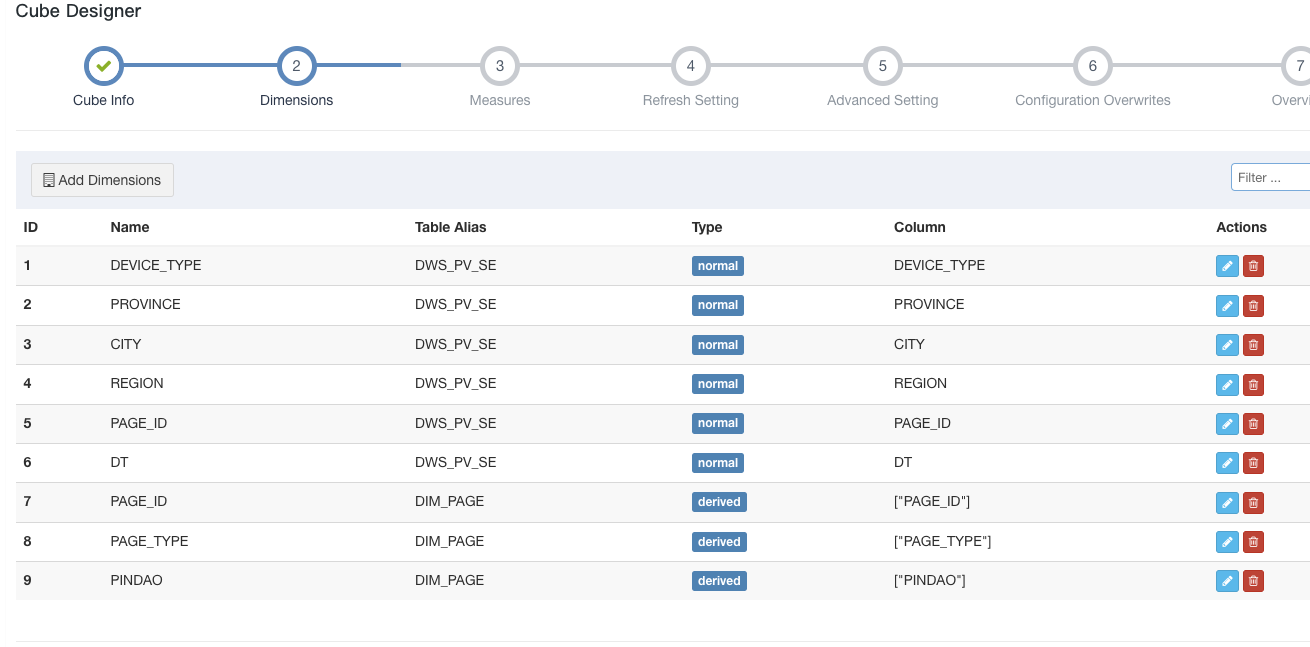 Cube Designer
2 3 4 5 6 7
Cube Info Dimensions Measures Refresh Setting Advanced Setting Configuration Overwrites Overvi
Add Dimensions Filter ...
ID Name Table Alias Type Column Actions
1 DEVICE_TYPE DWS_PV_SE normal DEVICE_TYPE
2 PROVINCE DWS_PV_SE normal PROVINCE
3 CITY DWS_PV_SE normal CITY
4 REGION DWS_PV_SE normal REGION
5 PAGE_ID DWS_PV_SE normal PAGE_ID
6 DT DWS_PV_SE normal DT
7 PAGE_ID DIM_PAGE derived ["PAGE_ID"]
8 PAGE_TYPE DIM_PAGE derived ["PAGE_TYPE"]
9 PINDAO DIM_PAGE derived ["PINDAO"]